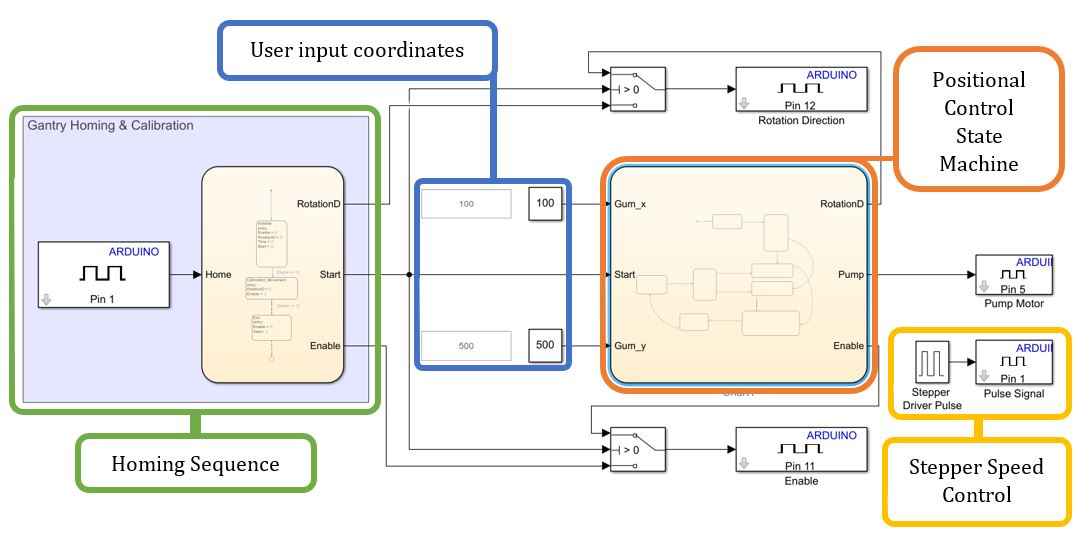 User input coordinates
Positional
Control
State
Machine
ARDUINO
> 0
Pin 12
Rotation Direction
Gantry Homing & Calibration
RotationD
100
100
Gum_x
RotationD
ARDUINO
Pin 1
Home
Start
Start
Pump
ARDUI
Pin 5
Pump Motor
Enable
500
500
Gum_y
Enable
ARDUI
Pin 1
Stepper
Driver Pulse
Pulse Signal
ARDUINO
> 0
Pin 11
Enable
Homing Sequence
Stepper Speed
Control